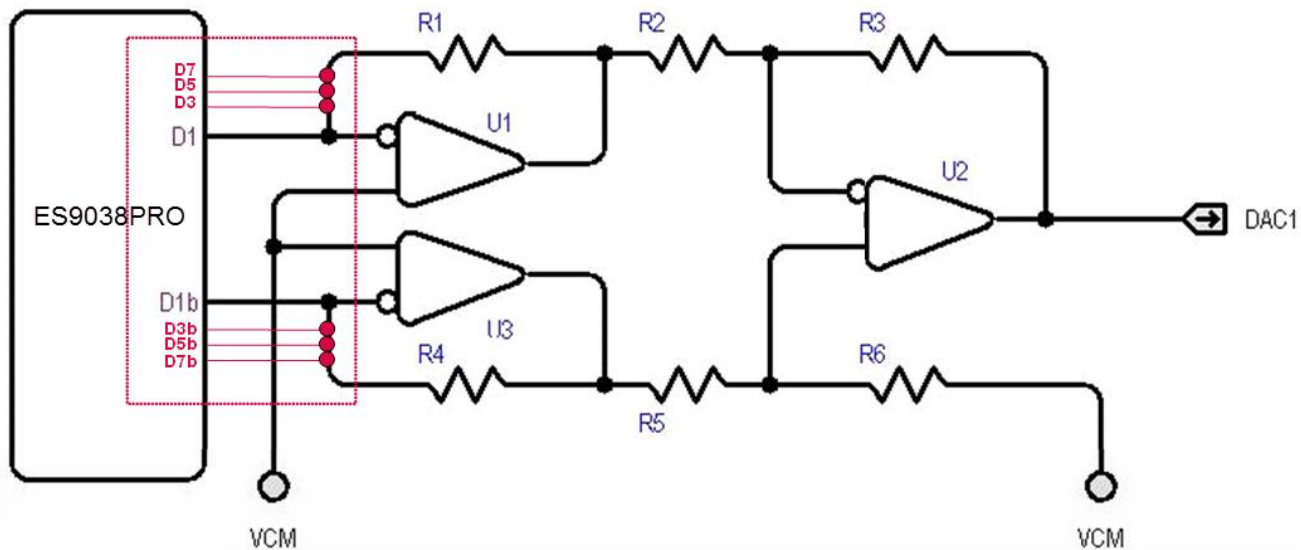 R1
R2
R3
D7
D5
D3
D1
U1
U2
ES9038PRO
DAC1
D1b
D3b
D5b
D7b
U3
R4
R5
R6
VCM
VCM